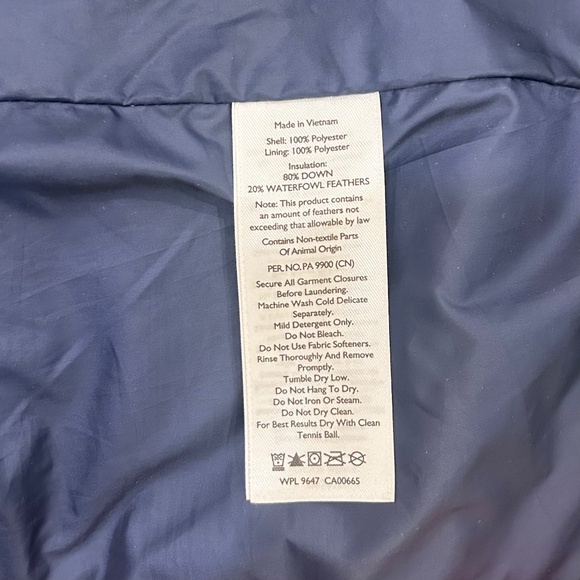 Made in Vietnam
Shell: 100% Polyester
Lining: 100% Polyester
Insulation:
80% DOWN
20% WATERFOWL FEATHERS
Note: This product contains
an amount of feathers not
exceeding that allowable by law
Contains Non-textile Parts
Of Animal Origin
PER. NO. PA 9900 (CN)
Secure All Garment Closures
Before Laundering.
Machine Wash Cold Delicate
Separately.
Mild Detergent Only.
Do Not Bleach.
Do Not Use Fabric Softeners.
Rinse Thoroughly And Remove
Promptly.
Tumble Dry Low.
Do Not Hang To Dry.
Do Not Iron Or Steam.
Do Not Dry Clean.
For Best Results Dry With Clean
Tennis Ball.
WPL 9647 CA00665